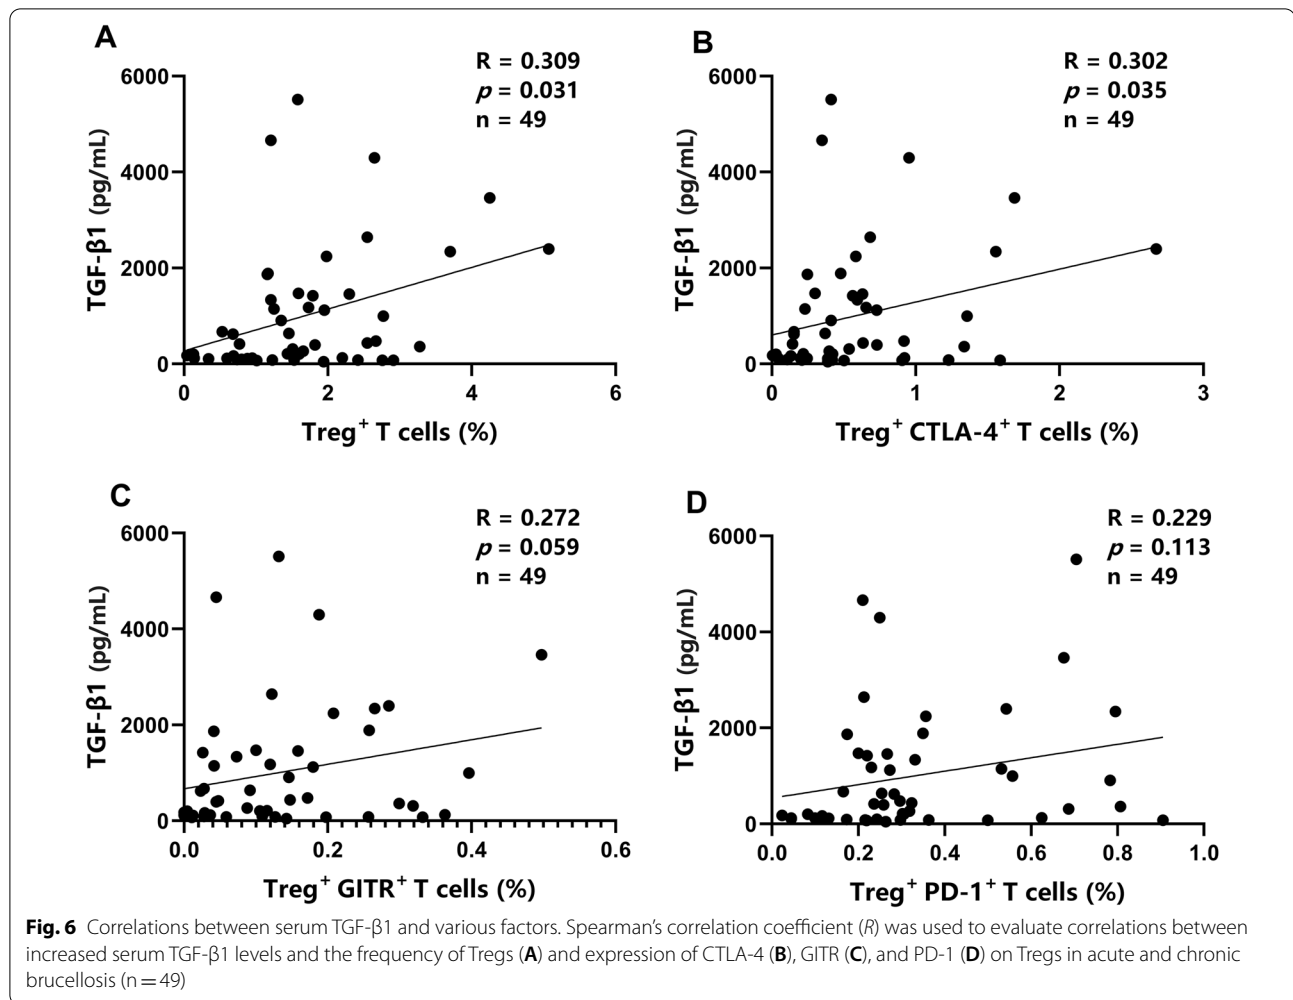 A
R = 0.309
p = 0.031
n = 49
6000
4000
2000
0
TGF-β1 (pg/mL)
0 2 4 6
Treg⁺ T cells (%)
B
R = 0.302
p = 0.035
n = 49
6000
4000
2000
0
TGF-β1 (pg/mL)
0 1 2 3
Treg⁺ CTLA-4⁺ T cells (%)
C
R = 0.272
p = 0.059
n = 49
6000
4000
2000
0
TGF-β1 (pg/mL)
0.0 0.2 0.4 0.6
Treg⁺ GITR⁺ T cells (%)
D
R = 0.229
p = 0.113
n = 49
6000
4000
2000
0
TGF-β1 (pg/mL)
0.0 0.2 0.4 0.6 0.8 1.0
Treg⁺ PD-1⁺ T cells (%)
Fig. 6 Correlations between serum TGF-β1 and various factors. Spearman’s correlation coefficient (R) was used to evaluate correlations between
increased serum TGF-β1 levels and the frequency of Tregs (A) and expression of CTLA-4 (B), GITR (C), and PD-1 (D) on Tregs in acute and chronic
brucellosis (n = 49)